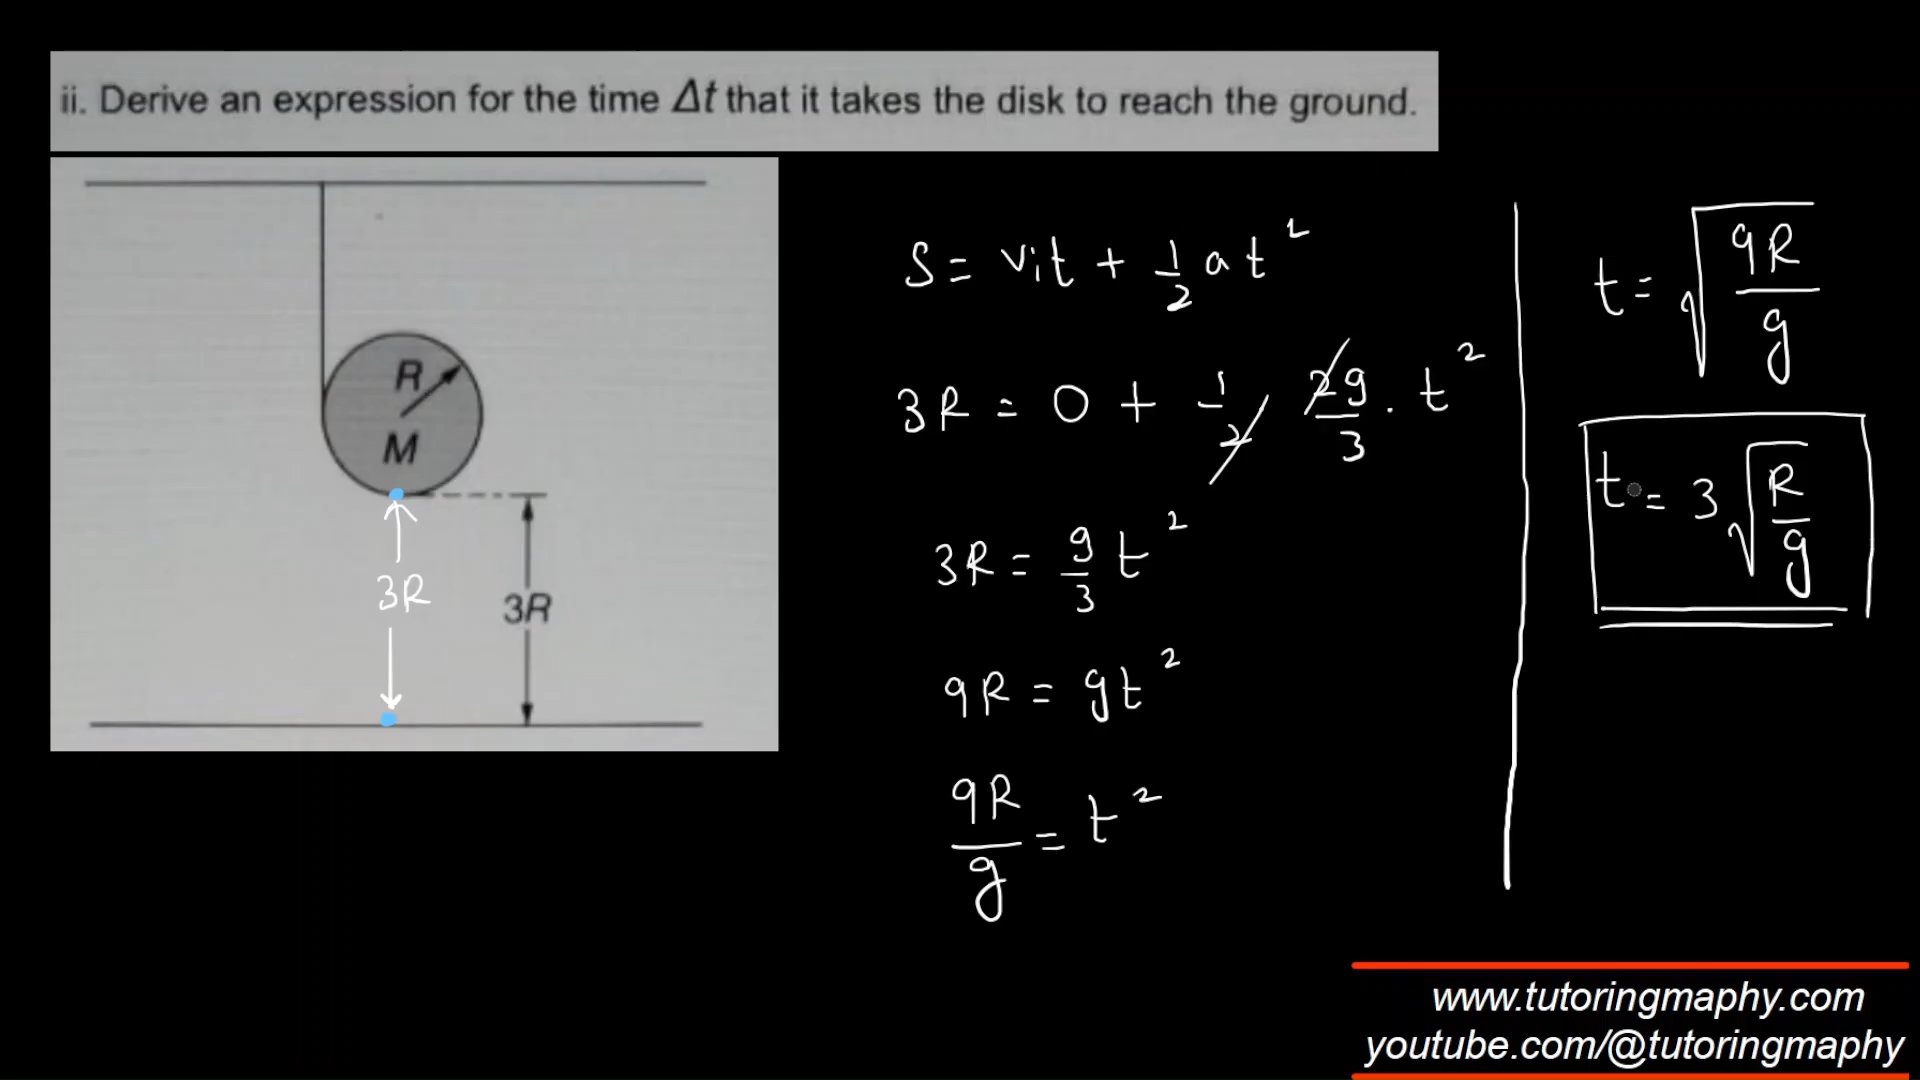 ii. Derive an expression for the time Δt that it takes the disk to reach the ground.
R
M
3R
3R
S = vit + 1/2 at²
3R = 0 + 1/2 2g/3 . t²
3R = g/3 t²
9R = gt²
9R/g = t²
t = √(9R/g)
t = 3√(R/g)
www.tutoringmaphy.com
youtube.com/@tutoringmaphy